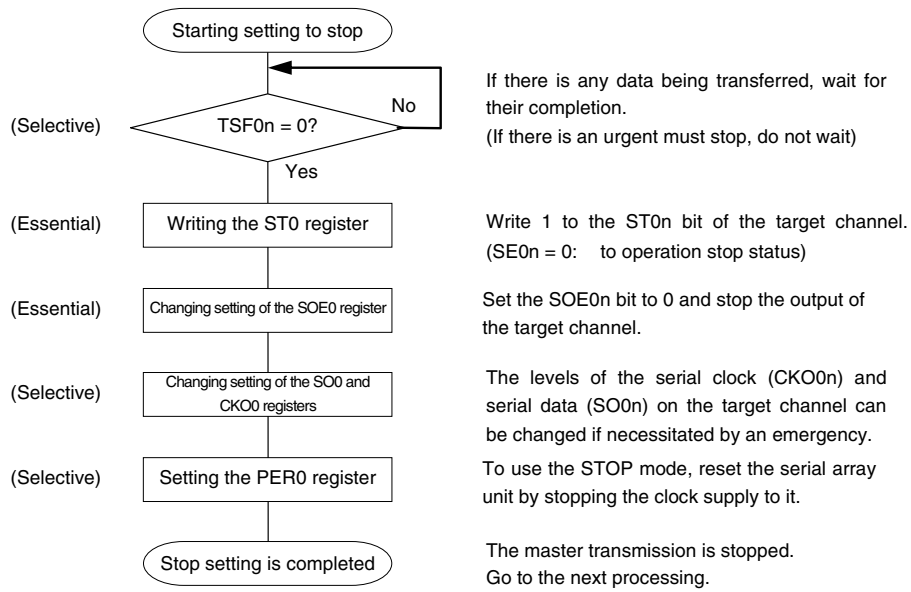 Starting setting to stop
If there is any data being transferred, wait for
their completion.
(If there is an urgent must stop, do not wait)
(Selective)
TSF0n = 0?
No
Yes
(Essential)
Writing the ST0 register
Write 1 to the ST0n bit of the target channel.
(SE0n = 0: to operation stop status)
(Essential)
Changing setting of the SOE0 register
Set the SOE0n bit to 0 and stop the output of
the target channel.
(Selective)
Changing setting of the SO0 and
CKO0 registers
The levels of the serial clock (CKO0n) and
serial data (SO0n) on the target channel can
be changed if necessitated by an emergency.
(Selective)
Setting the PER0 register
To use the STOP mode, reset the serial array
unit by stopping the clock supply to it.
Stop setting is completed
The master transmission is stopped.
Go to the next processing.